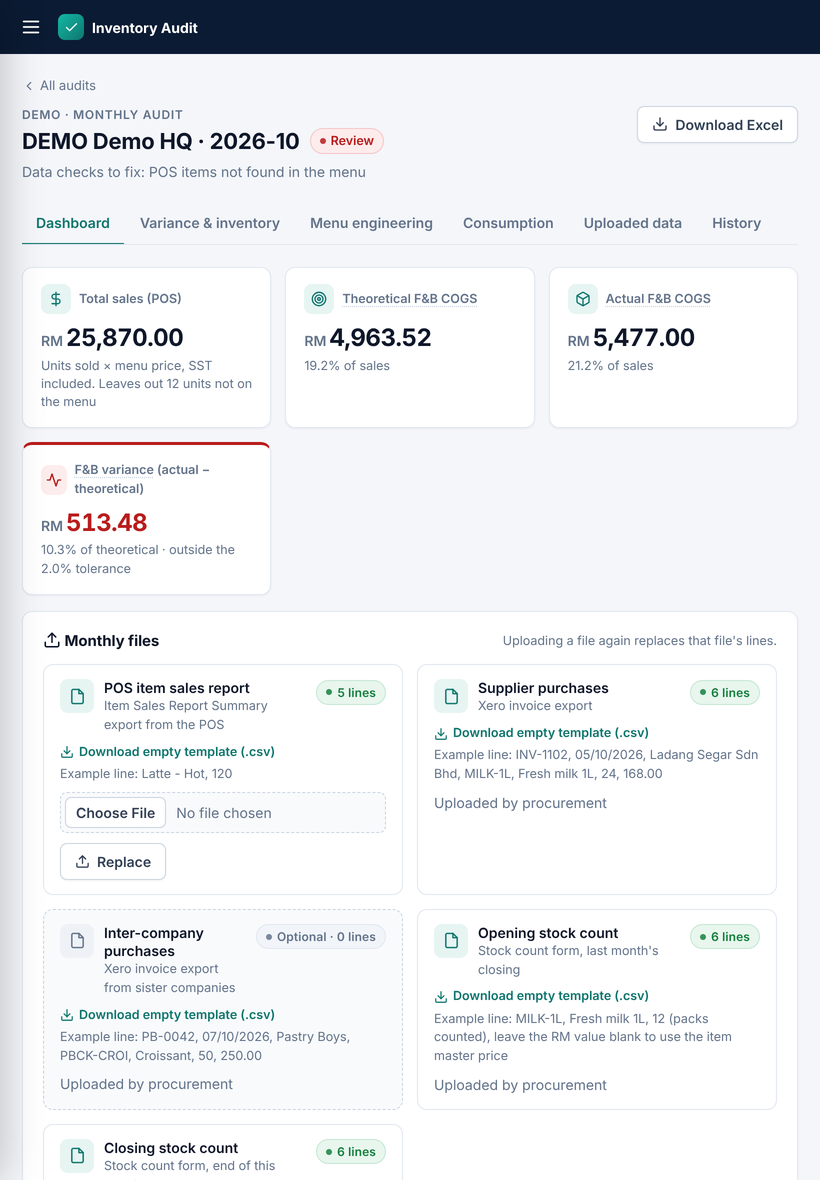 Inventory Audit
All audits
DEMO · MONTHLY AUDIT
DEMO Demo HQ · 2026-10
Review
Download Excel
Data checks to fix: POS items not found in the menu
Dashboard
Variance & inventory
Menu engineering
Consumption
Uploaded data
History
Total sales (POS)
RM 25,870.00
Units sold × menu price, SST
included. Leaves out 12 units not on
the menu
Theoretical F&B COGS
RM 4,963.52
19.2% of sales
Actual F&B COGS
RM 5,477.00
21.2% of sales
F&B variance (actual −
theoretical)
RM 513.48
10.3% of theoretical · outside the
2.0% tolerance
Monthly files
Uploading a file again replaces that file's lines.
POS item sales report
5 lines
Item Sales Report Summary
export from the POS
Download empty template (.csv)
Example line: Latte - Hot, 120
Choose File
No file chosen
Replace
Supplier purchases
6 lines
Xero invoice export
Download empty template (.csv)
Example line: INV-1102, 05/10/2026, Ladang Segar Sdn
Bhd, MILK-1L, Fresh milk 1L, 24, 168.00
Uploaded by procurement
Inter-company
purchases
Optional · 0 lines
Xero invoice export
from sister companies
Download empty template (.csv)
Example line: PB-0042, 07/10/2026, Pastry Boys,
PBCK-CROI, Croissant, 50, 250.00
Uploaded by procurement
Opening stock count
6 lines
Stock count form, last month's
closing
Download empty template (.csv)
Example line: MILK-1L, Fresh milk 1L, 12 (packs
counted), leave the RM value blank to use the item
master price
Uploaded by procurement
Closing stock count
6 lines
Stock count form, end of this